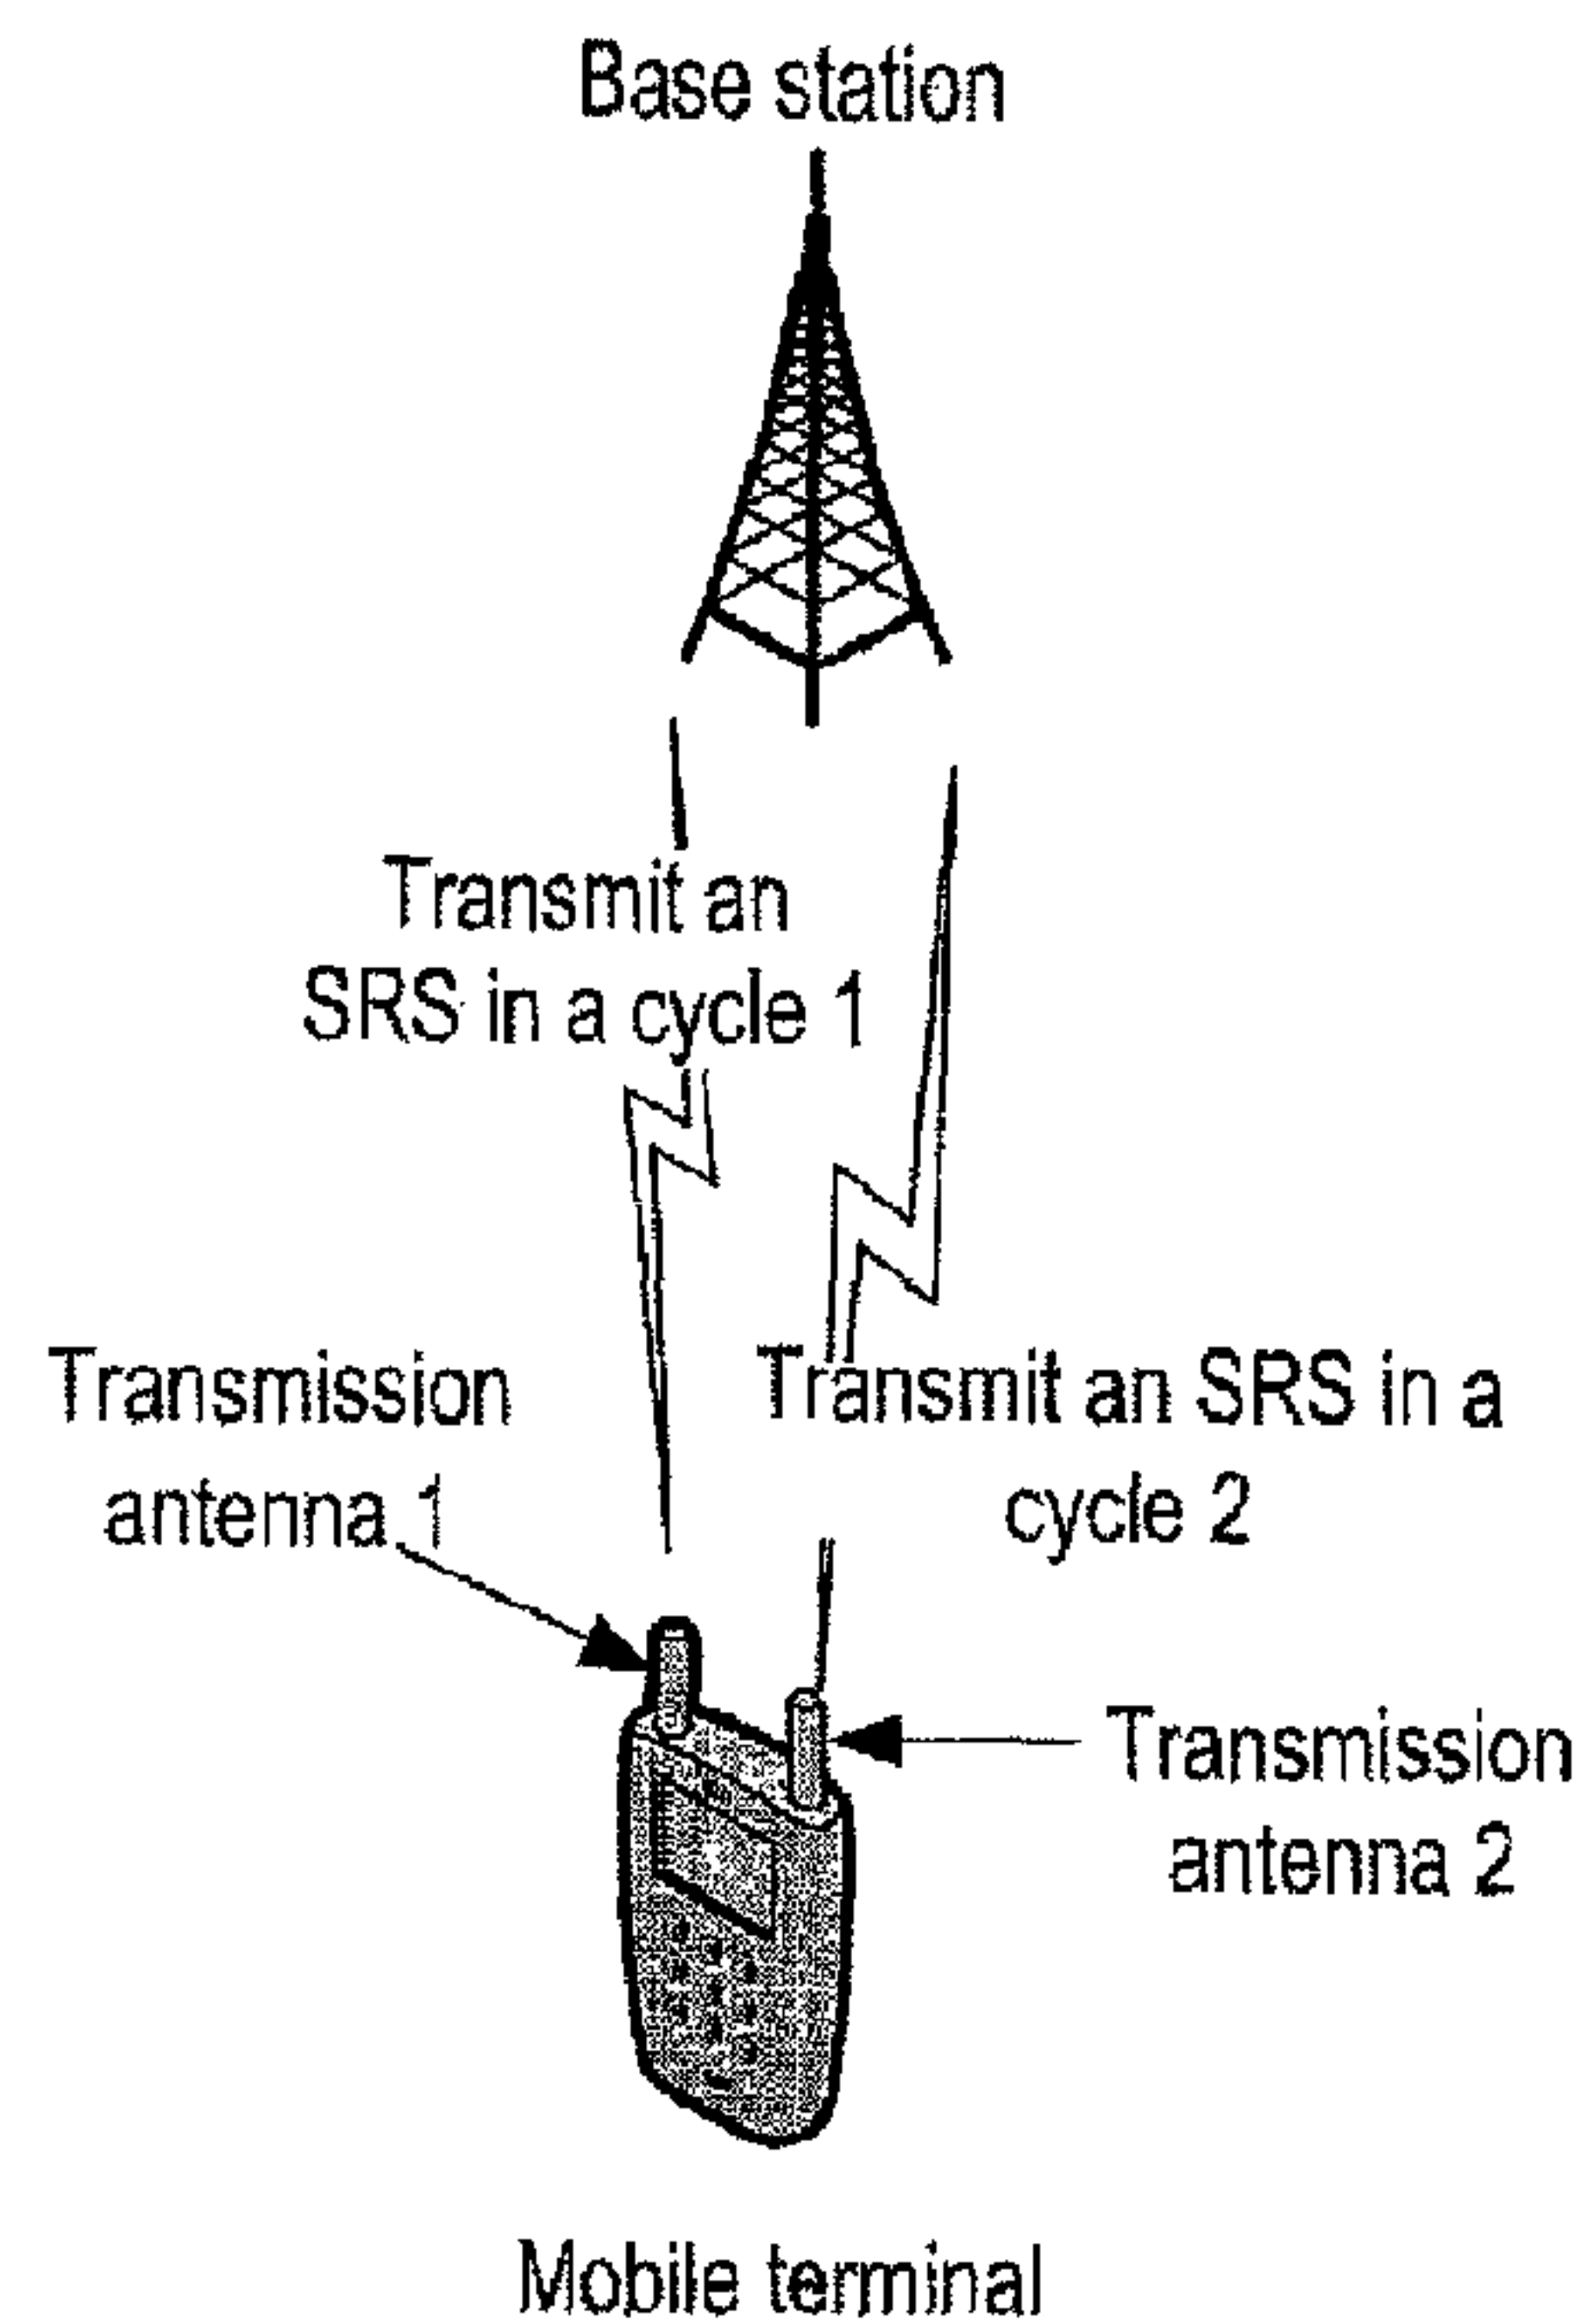 Base station
Transmit an
SRS in a cycle 1
Transmission
antenna 1
Transmit an SRS in a
cycle 2
Transmission
antenna 2
Mobile terminal